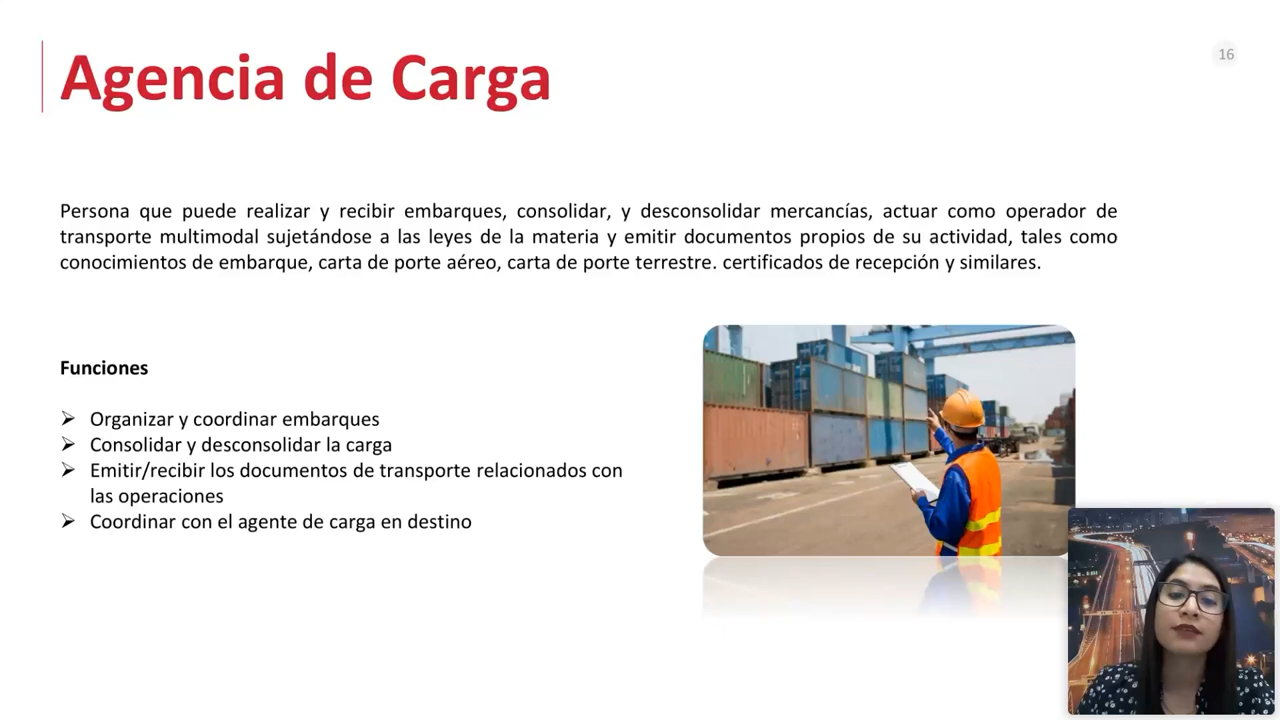 Agencia de Carga
16
Persona que puede realizar y recibir embarques, consolidar, y desconsolidar mercancías, actuar como operador de
transporte multimodal sujetándose a las leyes de la materia y emitir documentos propios de su actividad, tales como
conocimientos de embarque, carta de porte aéreo, carta de porte terrestre. certificados de recepción y similares.
Funciones
➢ Organizar y coordinar embarques
➢ Consolidar y desconsolidar la carga
➢ Emitir/recibir los documentos de transporte relacionados con
las operaciones
➢ Coordinar con el agente de carga en destino